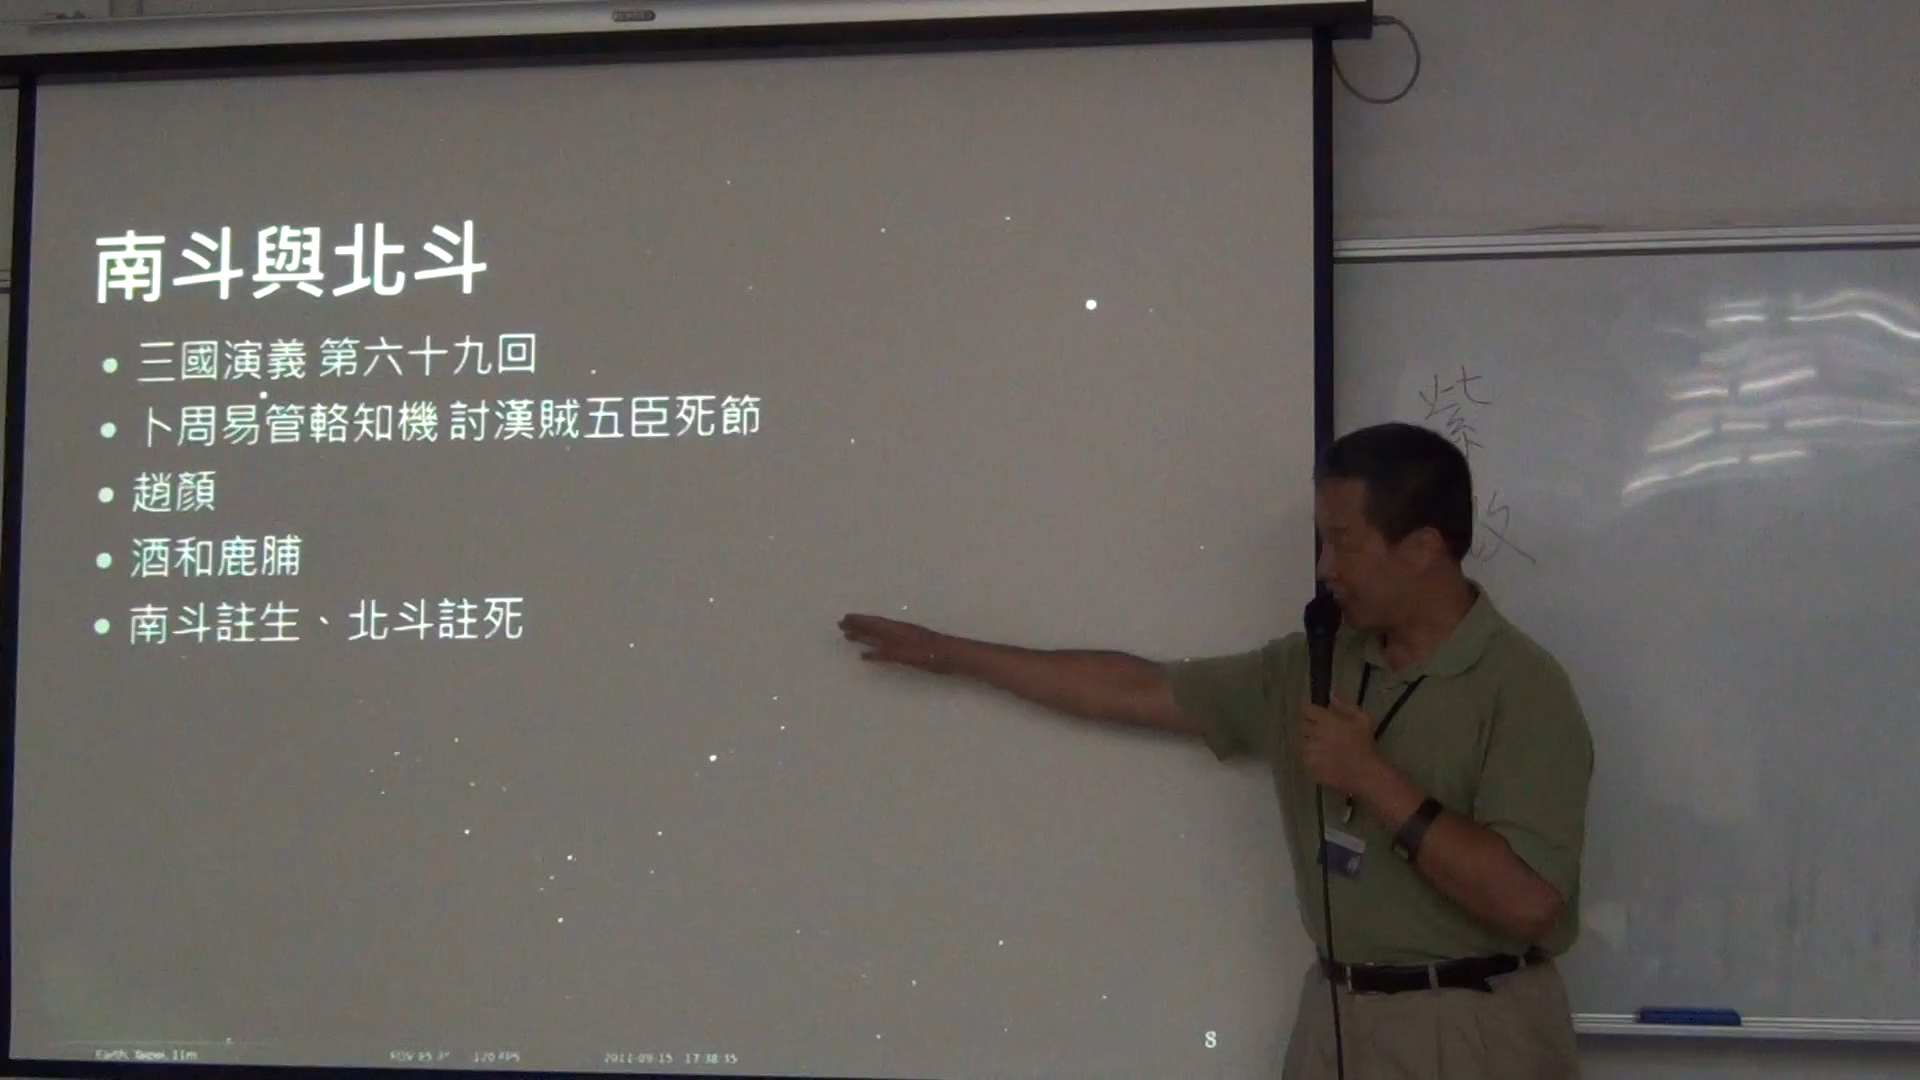 南斗與北斗
三國演義 第六十九回
卜周易管輅知機 討漢賊五臣死節
趙顏
酒和鹿脯
南斗註生、北斗註死
紫
8